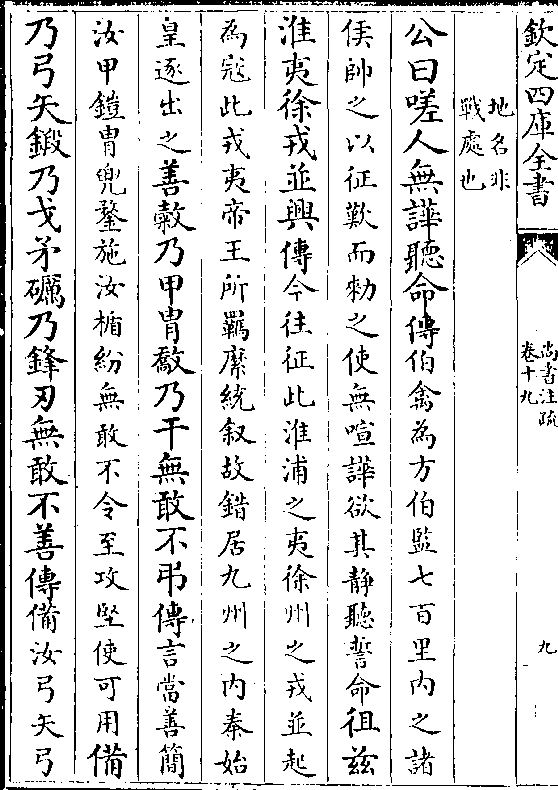 欽定四庫全書
尚書注疏
卷十九
九
地名非
戰處也
公曰嗟人無譁聽命傳伯禽為方伯監七百里内之諸
侯帥之以征歎而勑之使無喧譁欲其静聽誓命徂兹
淮夷徐戎並興傳今往征此淮浦之夷徐州之戎並起
為寇此戎夷帝王所羈縻統叙故錯居九州之内秦始
皇逐出之善敹乃甲胄敿乃干無敢不弔傳言當善簡
汝甲鎧胄兜鍪施汝楯紛無敢不令至攻堅使可用備
乃弓矢鍛乃戈矛礪乃鋒刃無敢不善傳備汝弓矢弓